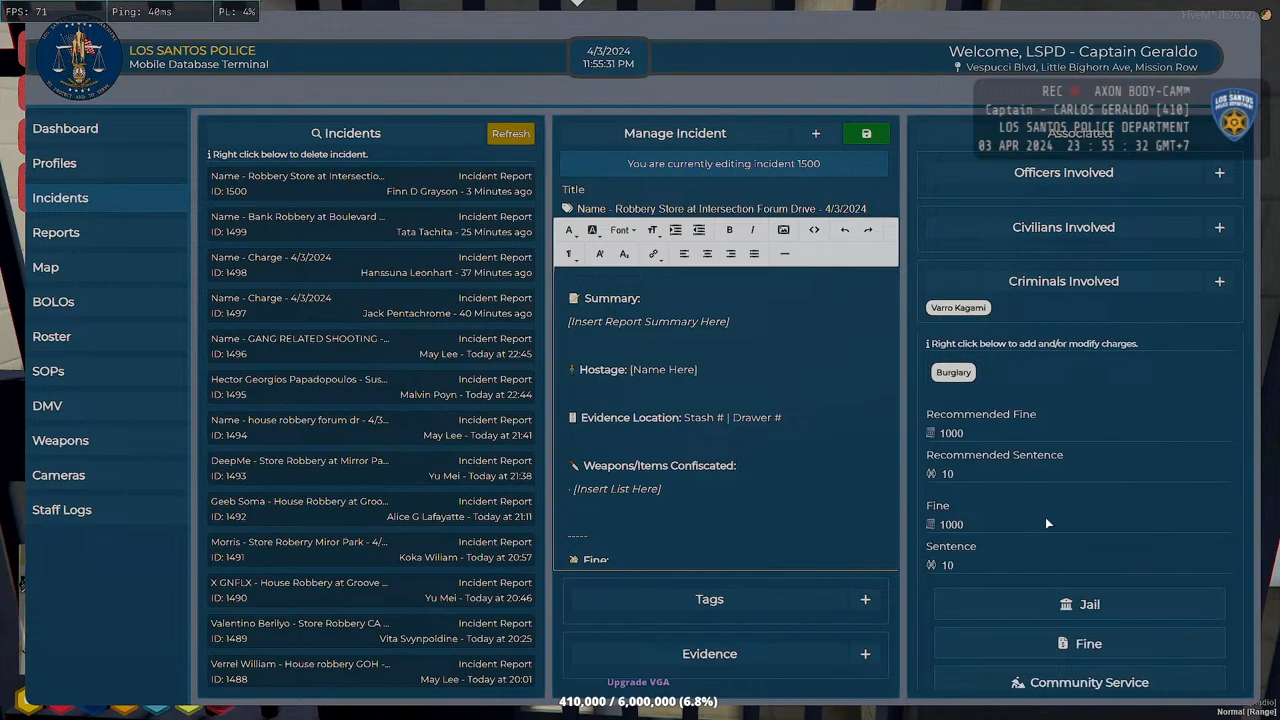 FPS: 71
Ping: 40ms
PL: 4%
FiveM® (b2612)
LOS SANTOS POLICE
Mobile Database Terminal
4/3/2024
11:55:31 PM
Welcome, LSPD - Captain Geraldo
Vespucci Blvd, Little Bighorn Ave, Mission Row
REC AXON BODY-CAM™
Captain - CARLOS GERALDO [410]
LOS SANTOS POLICE DEPARTMENT
03 APR 2024 23 : 55 : 32 GMT+7
Dashboard
Profiles
Incidents
Reports
Map
BOLOs
Roster
SOPs
DMV
Weapons
Cameras
Staff Logs
Incidents
Refresh
Right click below to delete incident.
Name - Robbery Store at Intersectio... Incident Report
ID: 1500 Finn D Grayson - 3 Minutes ago
Name - Bank Robbery at Boulevard ... Incident Report
ID: 1499 Tata Tachita - 25 Minutes ago
Name - Charge - 4/3/2024 Incident Report
ID: 1498 Hanssuna Leonhart - 37 Minutes ago
Name - Charge - 4/3/2024 Incident Report
ID: 1497 Jack Pentachrome - 40 Minutes ago
Name - GANG RELATED SHOOTING -... Incident Report
ID: 1496 May Lee - Today at 22:45
Hector Georgios Papadopoulos - Sus... Incident Report
ID: 1495 Malvin Poyn - Today at 22:44
Name - house robbery forum dr - 4/3... Incident Report
ID: 1494 May Lee - Today at 21:41
DeepMe - Store Robbery at Mirror Pa... Incident Report
ID: 1493 Yu Mei - Today at 21:38
Geeb Soma - House Robbery at Groo... Incident Report
ID: 1492 Alice G Lafayatte - Today at 21:11
Morris - Store Roberry Miror Park - 4/... Incident Report
ID: 1491 Koka Wiliam - Today at 20:57
X GNFLX - House Robbery at Groove ... Incident Report
ID: 1490 Yu Mei - Today at 20:46
Valentino Berilyo - Store Robbery CA ... Incident Report
ID: 1489 Vita Svynpoldine - Today at 20:25
Verrel William - House robbery GOH -... Incident Report
ID: 1488 May Lee - Today at 20:01
Manage Incident
You are currently editing incident 1500
Title
Name - Robbery Store at Intersection Forum Drive - 4/3/2024
Font
Summary:
[Insert Report Summary Here]
Hostage: [Name Here]
Evidence Location: Stash # | Drawer #
Weapons/Items Confiscated:
· [Insert List Here]
-----
Fine:
Tags
Evidence
Associated
Officers Involved
Civilians Involved
Criminals Involved
Varro Kagami
Right click below to add and/or modify charges.
Burglary
Recommended Fine
1000
Recommended Sentence
10
Fine
1000
Sentence
10
Jail
Fine
Community Service
Upgrade VGA
410,000 / 6,000,000 (6.8%)
Normal [Range]